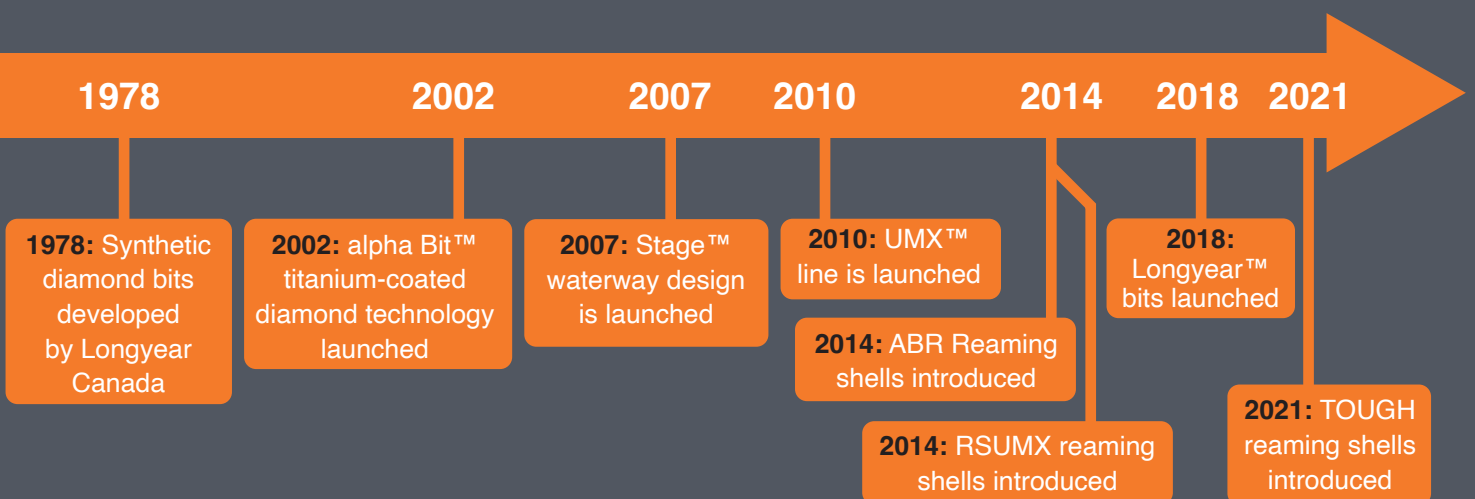 1978 2002 2007 2010 2014 2018 2021
1978: Synthetic
diamond bits
developed
by Longyear
Canada
2002: alpha Bit™
titanium-coated
diamond technology
launched
2007: Stage™
waterway design
is launched
2010: UMX™
line is launched
2014: ABR Reaming
shells introduced
2014: RSUMX reaming
shells introduced
2018:
Longyear™
bits launched
2021: TOUGH
reaming shells
introduced